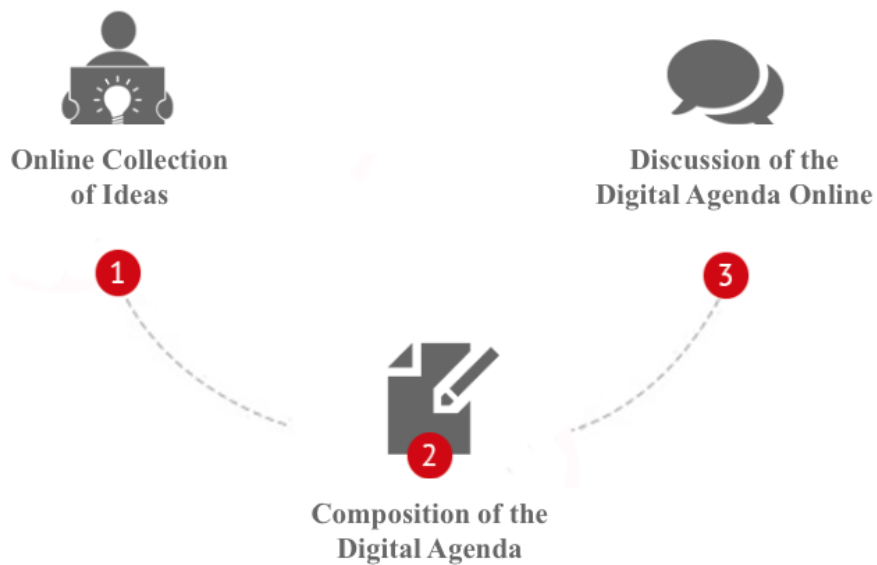 Online Collection
of Ideas
1
Composition of the
Digital Agenda
2
Discussion of the
Digital Agenda Online
3